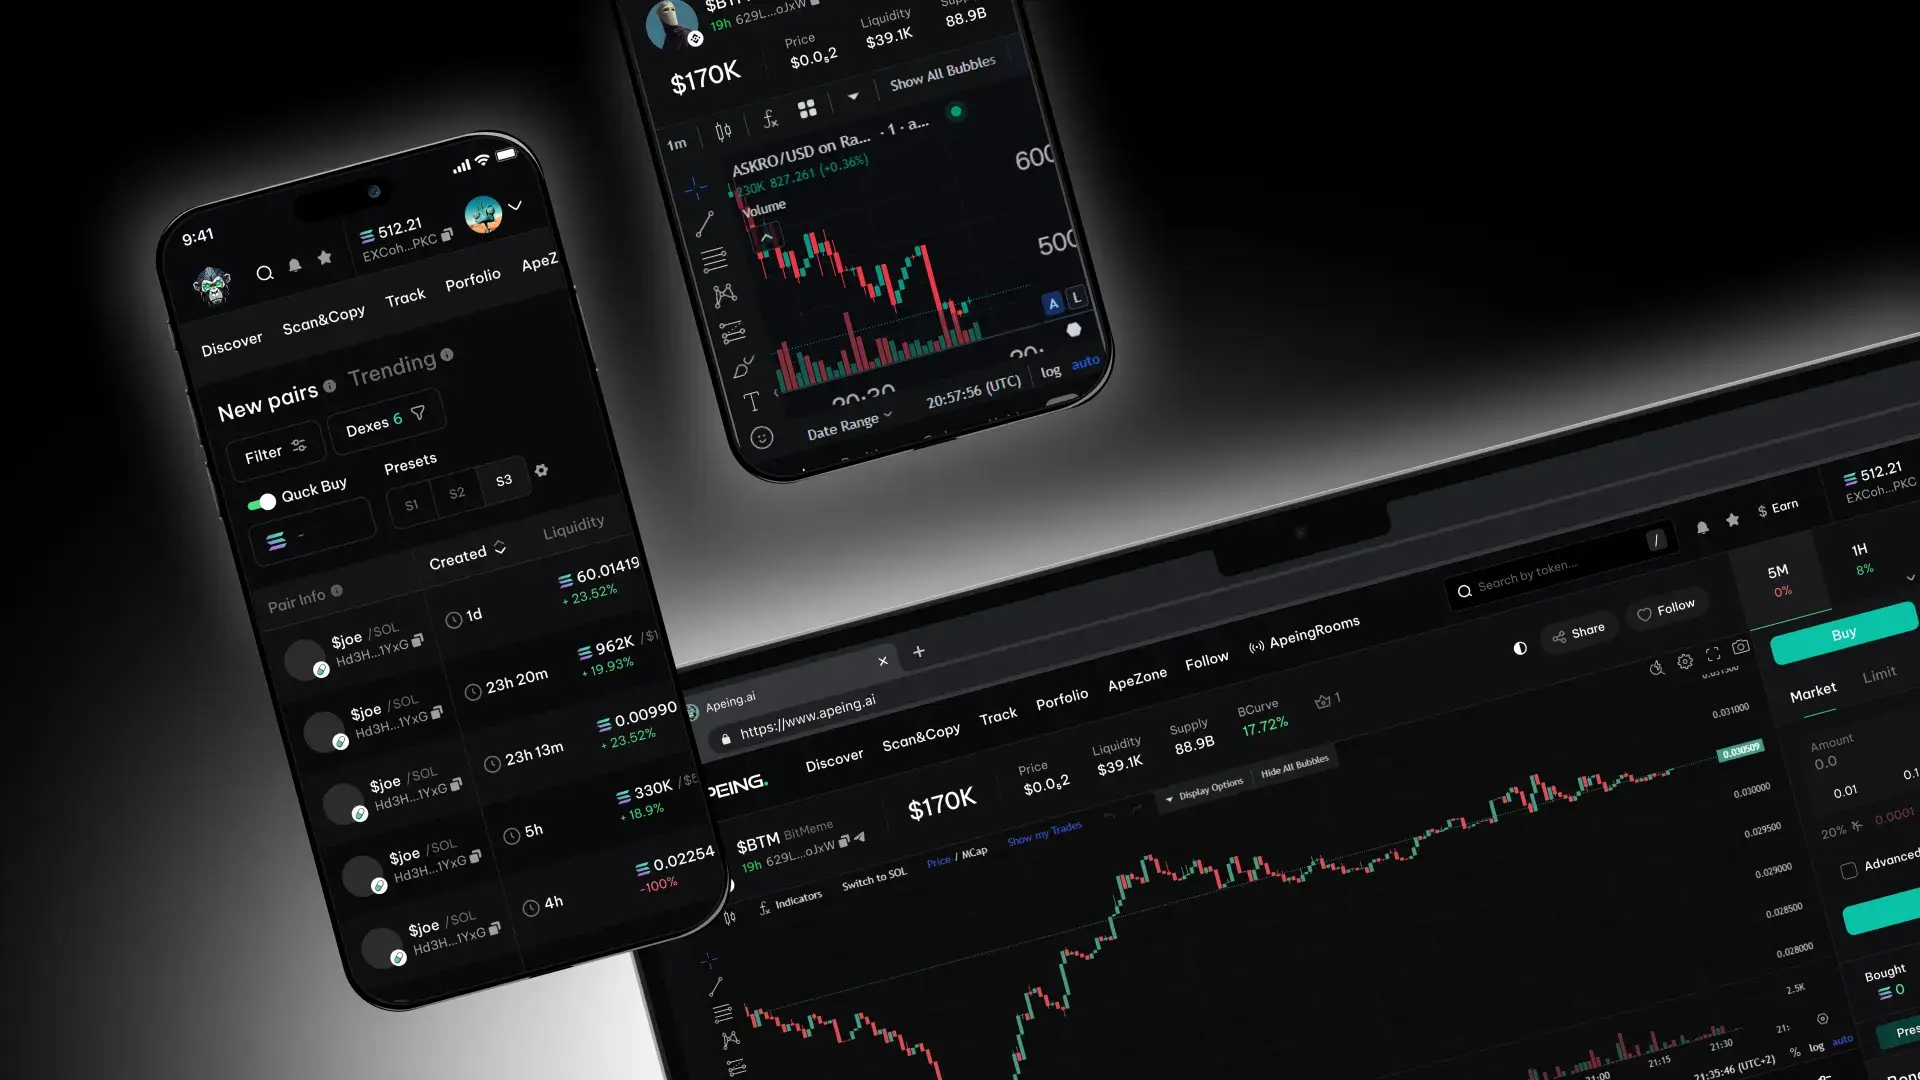 9:41
512.21
EXCoh...PKC
Discover
Scan&Copy
Track
Porfolio
ApeZ
New pairs
Trending
Filter
Dexes 6
Quck Buy
Presets
S1
S2
S3
-
Pair Info
Created
Liquidity
$joe /SOL
Hd3H...1YxG
1d
60.01419
+ 23.52%
$joe /SOL
Hd3H...1YxG
23h 20m
962K /$1
+ 19.93%
$joe /SOL
Hd3H...1YxG
23h 13m
0.00990
+ 23.52%
$joe /SOL
Hd3H...1YxG
5h
330K /$5
+ 18.9%
$joe /SOL
Hd3H...1YxG
4h
0.02254
-100%
19h 629L...oJxW
$170K
Price
$0.0₅2
Liquidity
$39.1K
88.9B
1m
Show All Bubbles
ASKRO/USD on Ra... · 1 · a...
230K 827.261 (+0.36%)
Volume
600
500
A
L
20:30
Date Range
20:57:56 (UTC)
log
auto
Apeing.ai
https://www.apeing.ai
PEING.
Discover
Scan&Copy
Track
Porfolio
ApeZone
Follow
ApeingRooms
Search by token...
/
$ Earn
512.21
EXCoh...PKC
$BTM BitMeme
19h 629L...oJxW
$170K
Price
$0.0₅2
Liquidity
$39.1K
Supply
88.9B
BCurve
17.72%
1
Share
Follow
5M
0%
1H
8%
Buy
Market
Limit
Amount
0.0
0.01
0.1
20%
0.0001
Advanced
Bought
0
Pres
Display Options
Hide All Bubbles
Indicators
Switch to SOL
Price / MCap
Show my Trades
0.031500
0.031000
0.030509
0.030000
0.029500
0.029000
0.028500
0.028000
2.5K
21:00
21:15
21:30
21:
21:35:46 (UTC+2)
%
log
auto